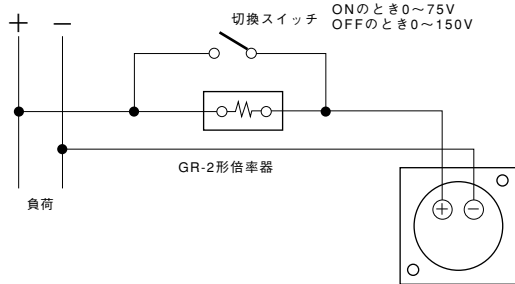 + −
切換スイッチ
ONのとき0〜75V
OFFのとき0〜150V
GR-2形倍率器
負荷
+ −